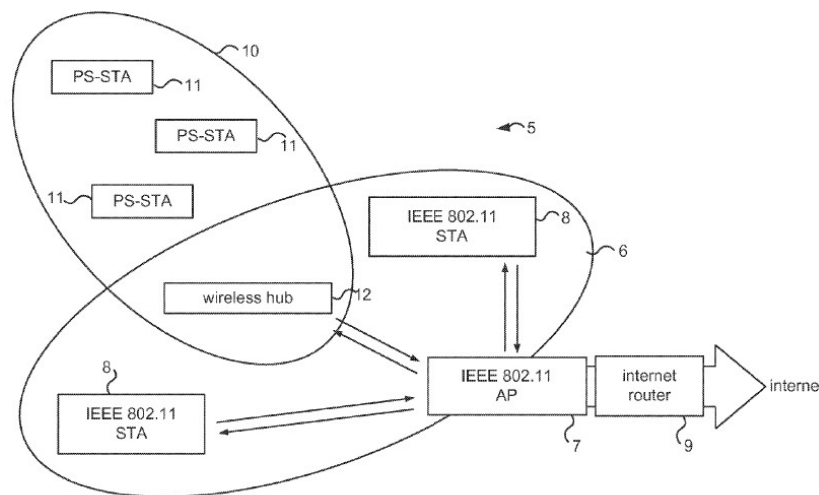 10
PS-STA
11
PS-STA
11
5
11
PS-STA
IEEE 802.11
STA
8
6
wireless hub
12
8
IEEE 802.11
STA
IEEE 802.11
AP
internet
router
interne
7
9